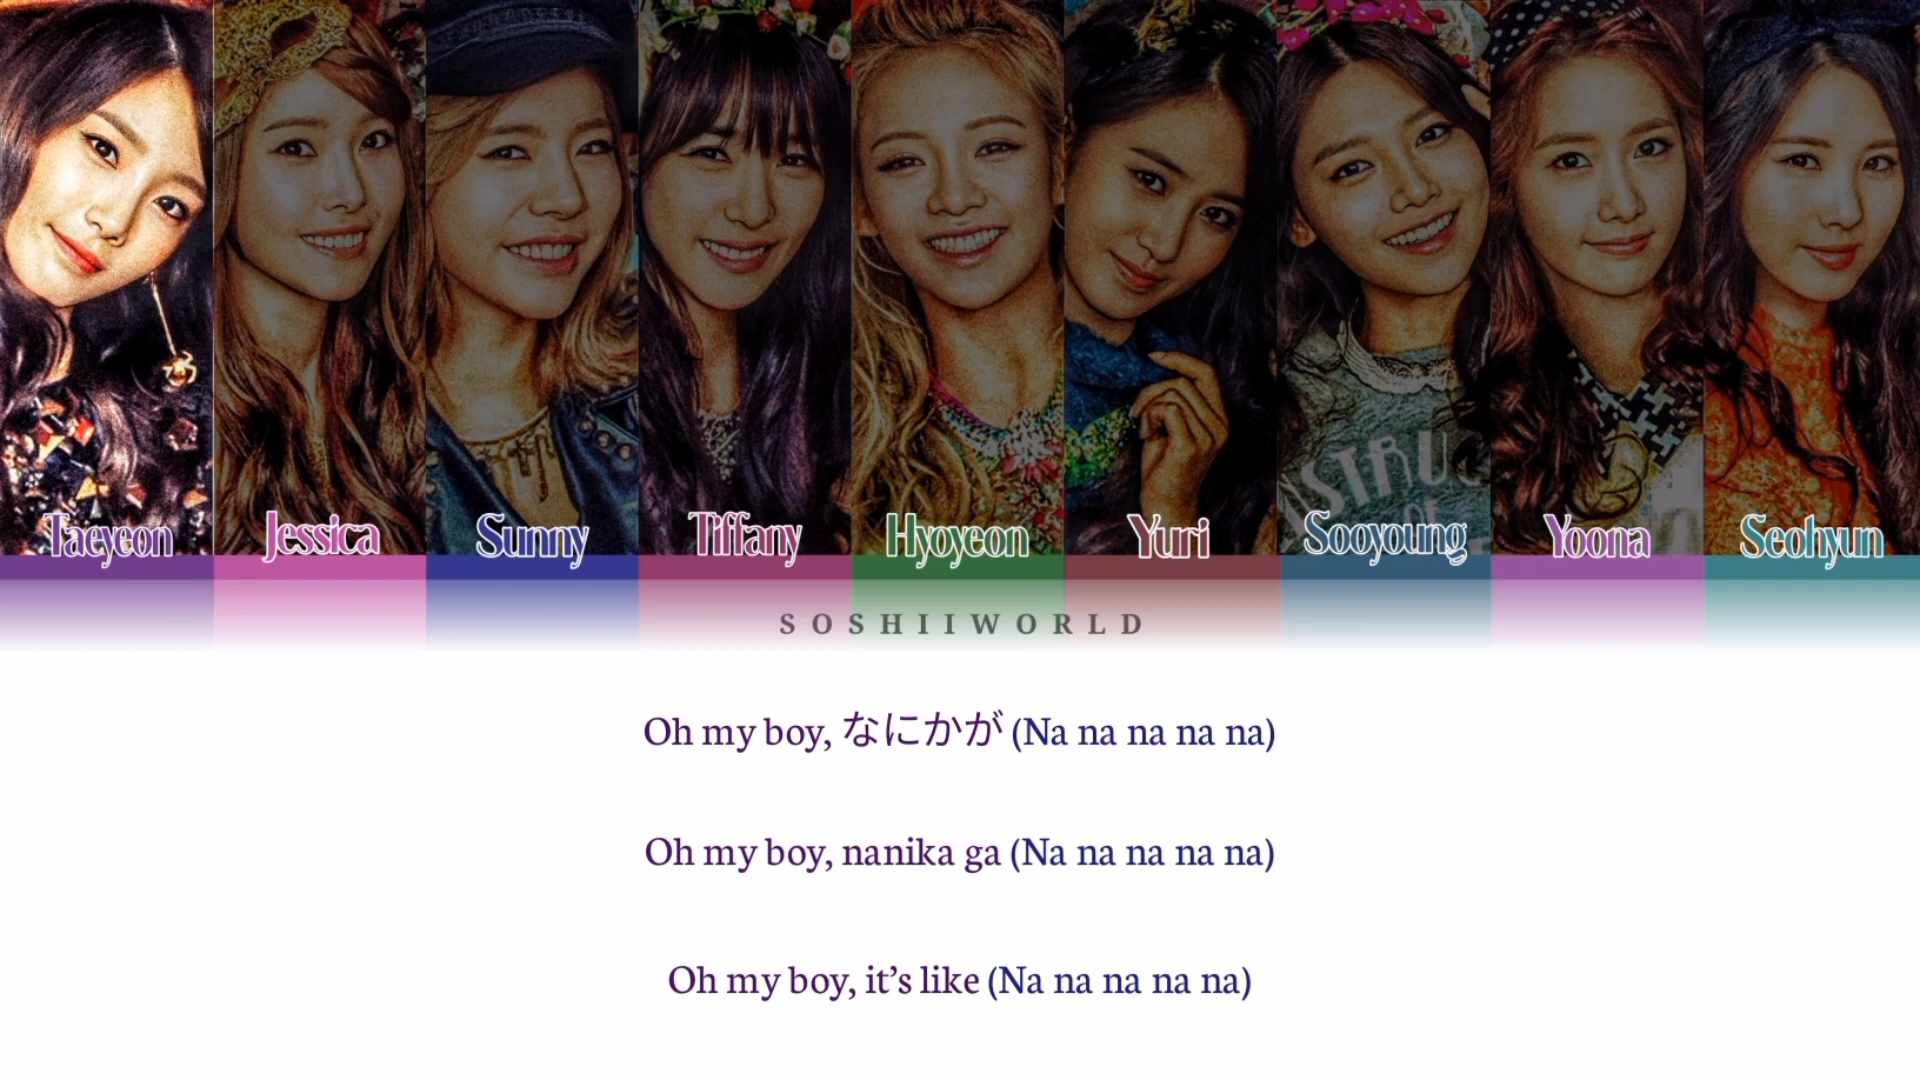 Taeyeon Jessica Sunny Tiffany Hyoyeon Yuri Sooyoung Yoona Seohyun
SOSHIIWORLD
Oh my boy, なにかが (Na na na na na)
Oh my boy, nanika ga (Na na na na na)
Oh my boy, it’s like (Na na na na na)